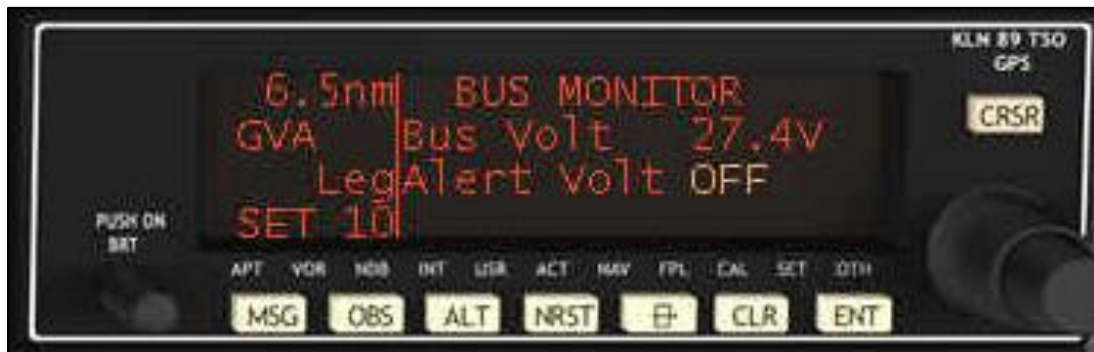 KLN 89 TSO
GPS
6.5nm BUS MONITOR
GVA Bus Volt 27.4V
Leg Alert Volt OFF
SET 10
CRSR
PUSH ON
BRT
APT VOR NDB INT USR ACT NAV FPL CAL SET OTH
MSG OBS ALT NRST CLR ENT